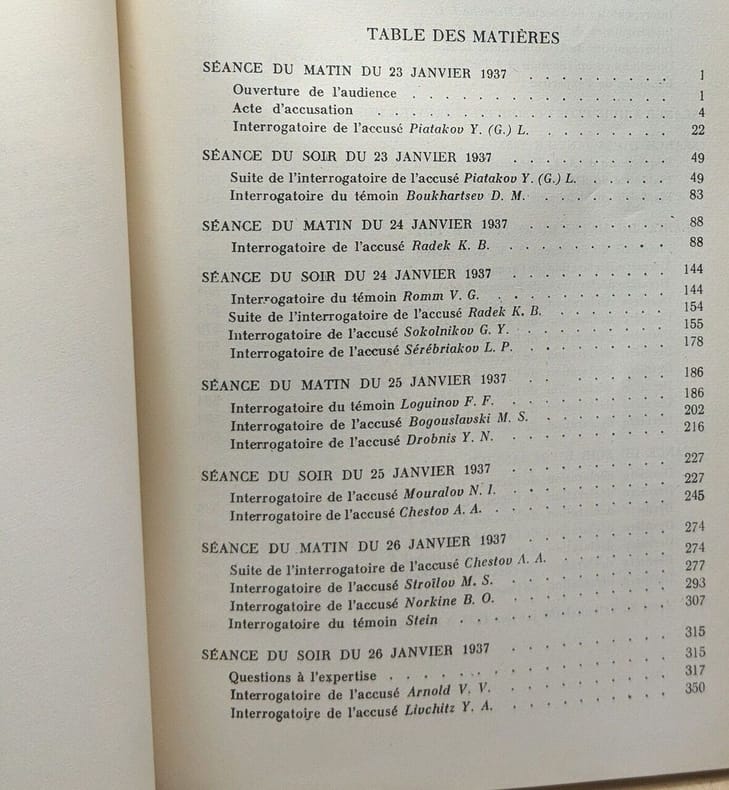 TABLE DES MATIÈRES
SÉANCE DU MATIN DU 23 JANVIER 1937 . . . . . . . . 1
Ouverture de l'audience . . . . . . . . . . . 1
Acte d'accusation . . . . . . . . . . . . 4
Interrogatoire de l'accusé Piatakov Y. (G.) L. . . . . . . . 22
SÉANCE DU SOIR DU 23 JANVIER 1937 . . . . . . . . 49
Suite de l'interrogatoire de l'accusé Piatakov Y. (G.) L. . . . . . 49
Interrogatoire du témoin Boukhartsev D. M. . . . . . . . 83
SÉANCE DU MATIN DU 24 JANVIER 1937 . . . . . . . . 88
Interrogatoire de l'accusé Radek K. B. . . . . . . . . 88
SÉANCE DU SOIR DU 24 JANVIER 1937 . . . . . . . . 144
Interrogatoire du témoin Romm V. G. . . . . . . . . 144
Suite de l'interrogatoire de l'accusé Radek K. B. . . . . . . 154
Interrogatoire de l'accusé Sokolnikov G. Y. . . . . . . . 155
Interrogatoire de l'accusé Sérébriakov L. P. . . . . . . . 178
SÉANCE DU MATIN DU 25 JANVIER 1937 . . . . . . . 186
Interrogatoire du témoin Loguinov F. F. . . . . . . . . 186
Interrogatoire de l'accusé Bogouslavski M. S. . . . . . . 202
Interrogatoire de l'accusé Drobnis Y. N. . . . . . . . . 216
SÉANCE DU SOIR DU 25 JANVIER 1937 . . . . . . . . 227
Interrogatoire de l'accusé Mouralov N. I. . . . . . . . 227
Interrogatoire de l'accusé Chestov A. A. . . . . . . . . 245
SÉANCE DU MATIN DU 26 JANVIER 1937 . . . . . . . 274
Suite de l'interrogatoire de l'accusé Chestov A. A. . . . . . 274
Interrogatoire de l'accusé Stroïlov M. S. . . . . . . . 277
Interrogatoire de l'accusé Norkine B. O. . . . . . . . 293
Interrogatoire du témoin Stein . . . . . . . . . . 307
SÉANCE DU SOIR DU 26 JANVIER 1937 . . . . . . . . 315
Questions à l'expertise . . . . . . . . . . . . 315
Interrogatoire de l'accusé Arnold V. V. . . . . . . . . 317
Interrogatoire de l'accusé Livchitz Y. A. . . . . . . . . 350